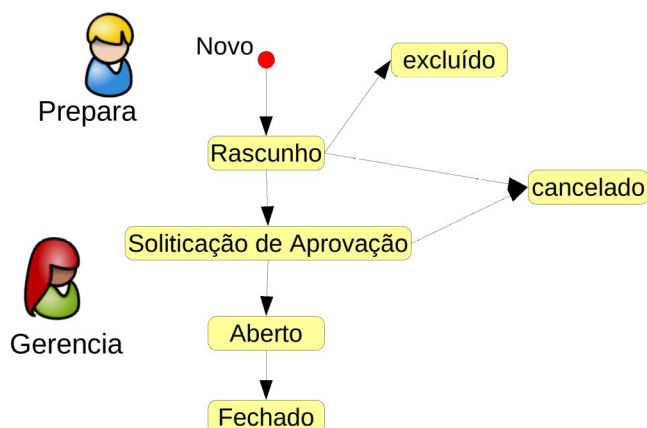 Novo
excluído
Prepara
Rascunho
cancelado
Soliticação de Aprovação
Gerencia
Aberto
Fechado